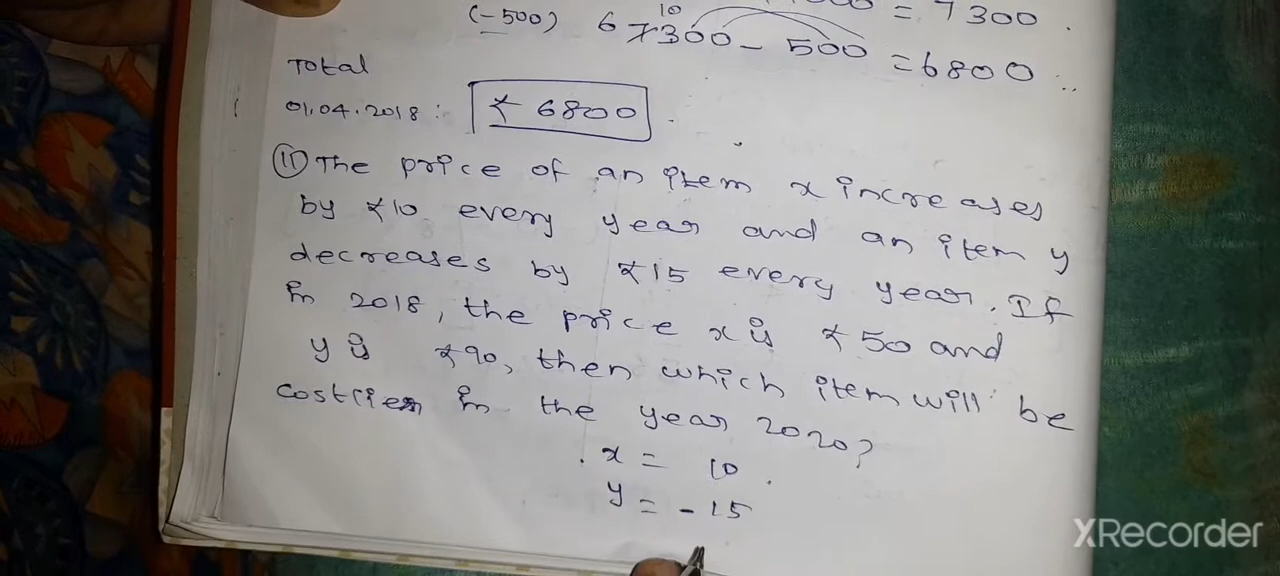 = 7300.
10
(-500) 67300 - 500 = 6800
Total
01.04.2018: ₹ 6800.
11 The price of an item x increases
by ₹10 every year and an item y
decreases by ₹15 every year. If
in 2018, the price x is ₹50 and
y is ₹90, then which item will be
in the year 2020?
x = 10.
y = -15
XRecorder